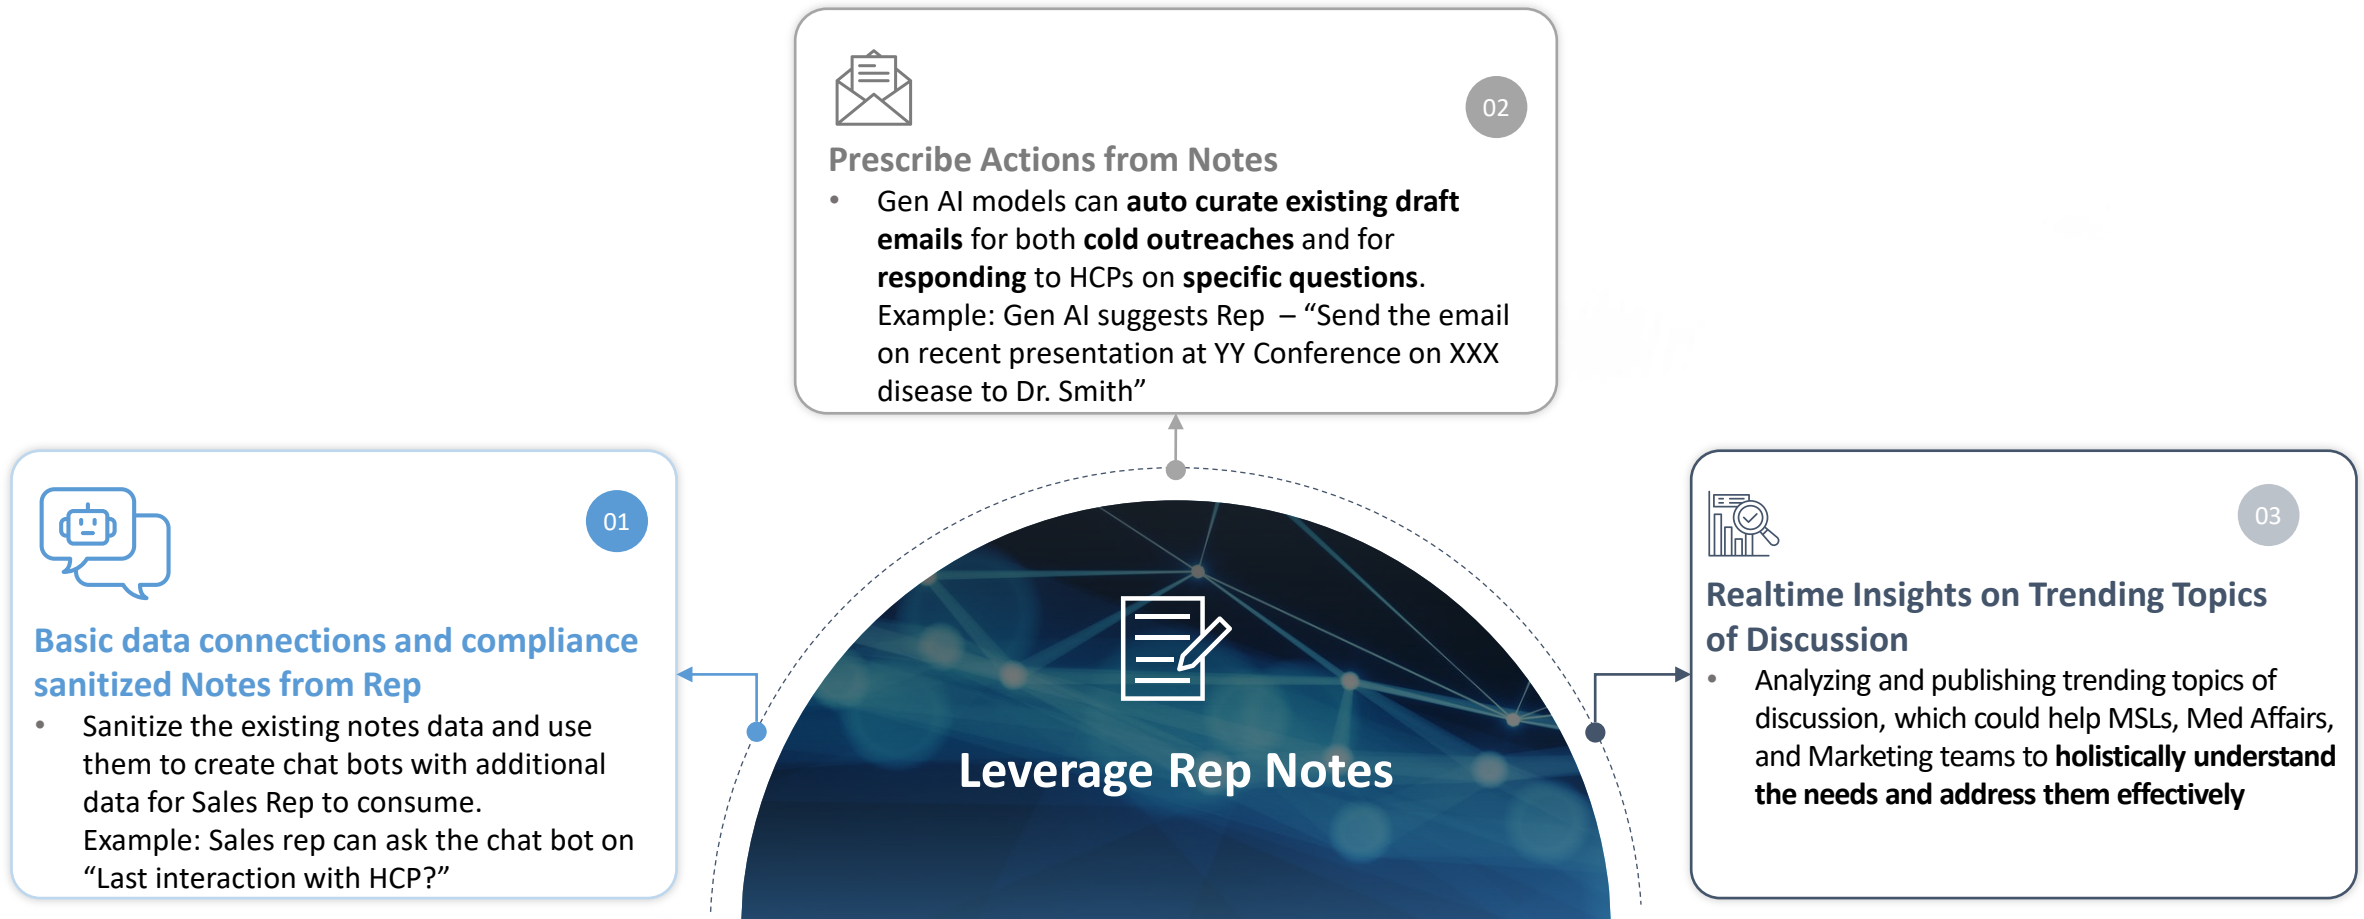 01
Basic data connections and compliance
sanitized Notes from Rep
• Sanitize the existing notes data and use
them to create chat bots with additional
data for Sales Rep to consume.
Example: Sales rep can ask the chat bot on
“Last interaction with HCP?”
02
Prescribe Actions from Notes
• Gen AI models can auto curate existing draft
emails for both cold outreaches and for
responding to HCPs on specific questions.
Example: Gen AI suggests Rep – “Send the email
on recent presentation at YY Conference on XXX
disease to Dr. Smith”
Leverage Rep Notes
03
Realtime Insights on Trending Topics
of Discussion
• Analyzing and publishing trending topics of
discussion, which could help MSLs, Med Affairs,
and Marketing teams to holistically understand
the needs and address them effectively